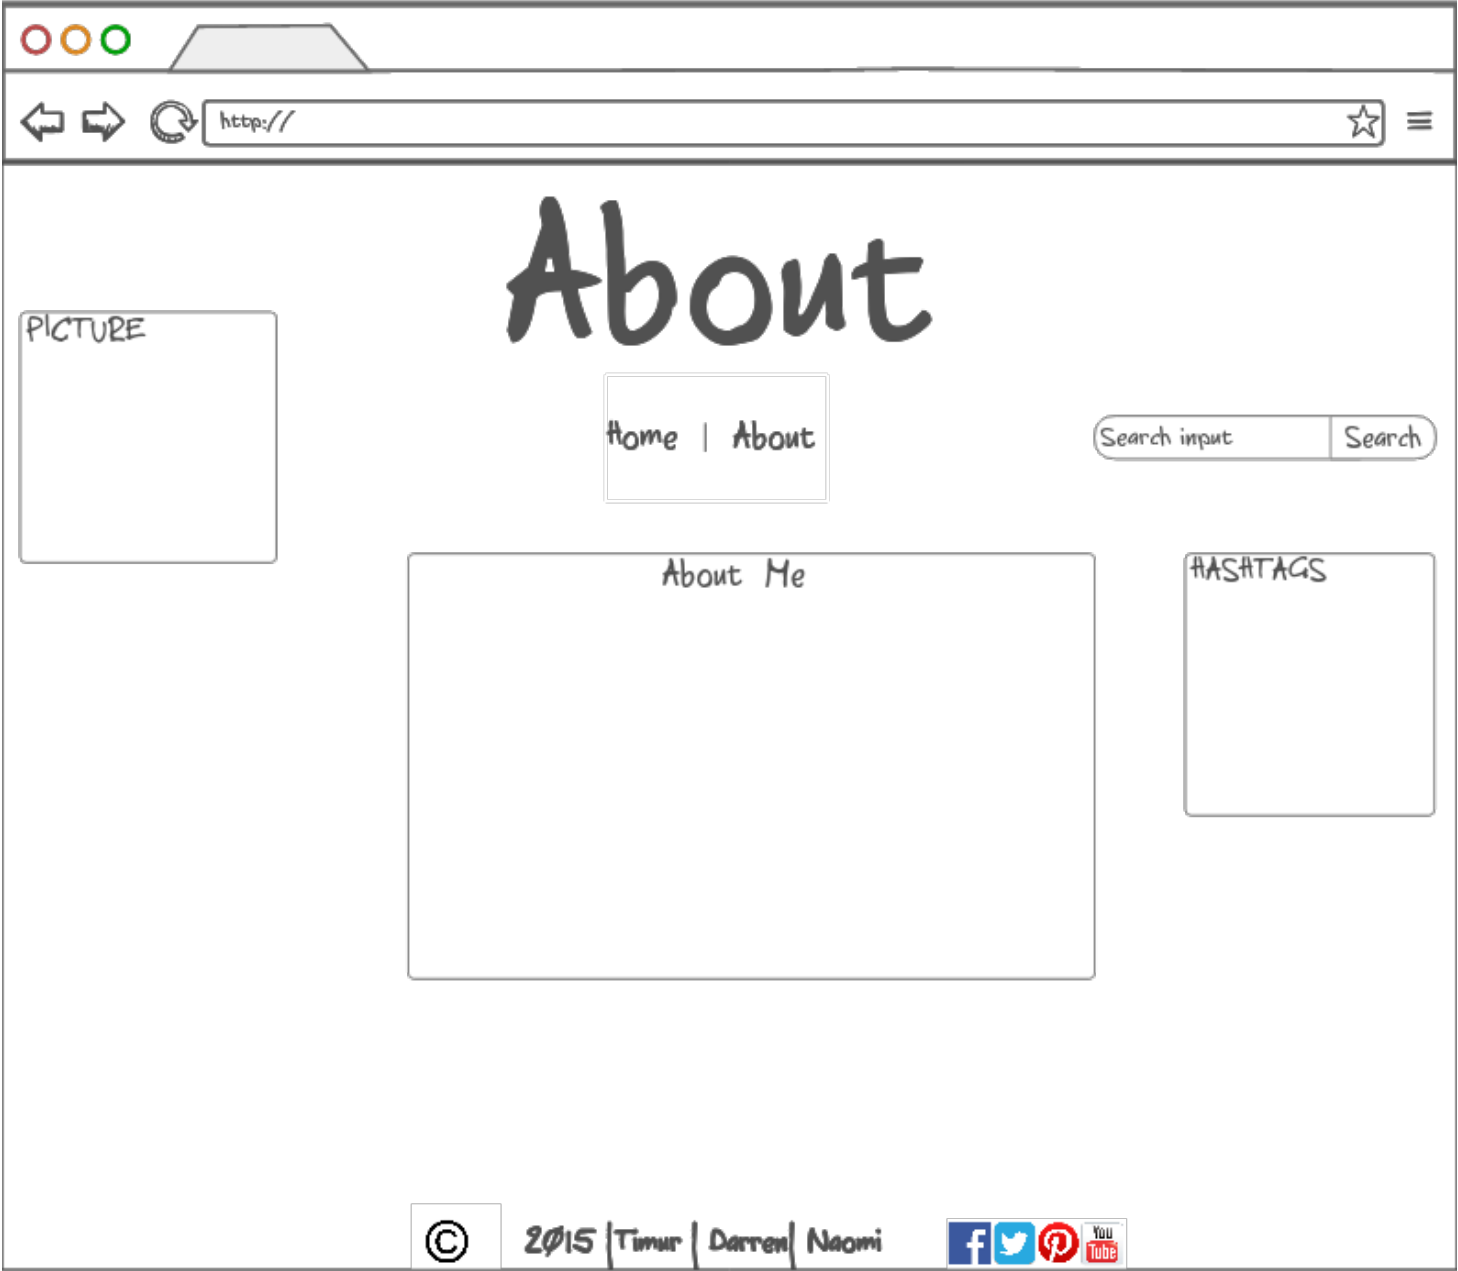 http://
About
PICTURE
Home | About
Search input Search
About Me
HASHTAGS
© 2015 | Timur | Darren | Naomi
f
You
Tube